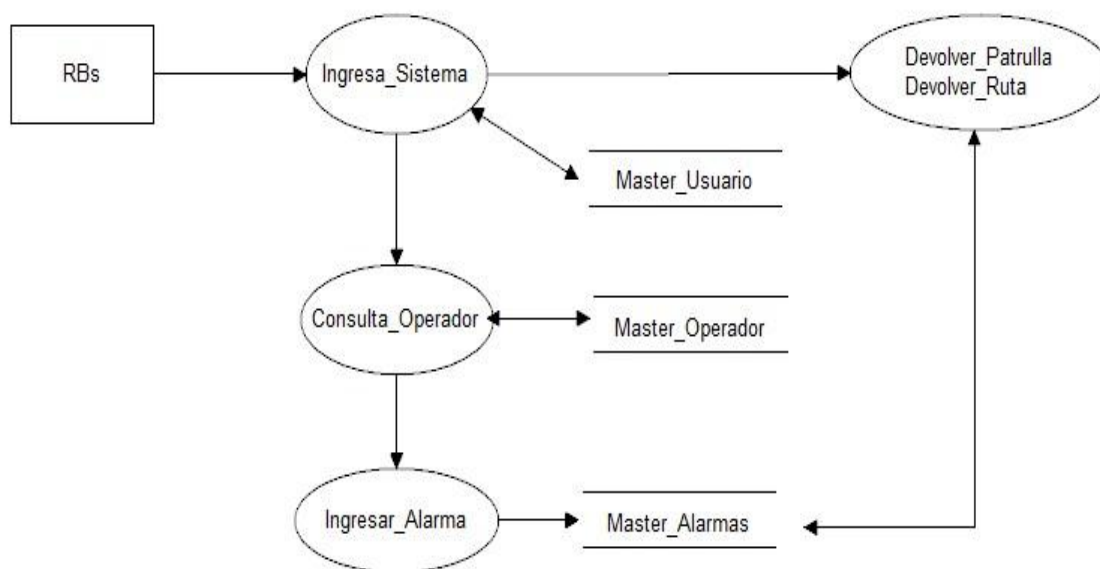 RBs
Ingresa_Sistema
Devolver_Patrulla
Devolver_Ruta
Master_Usuario
Consulta_Operador
Master_Operador
Ingresar_Alarma
Master_Alarmas